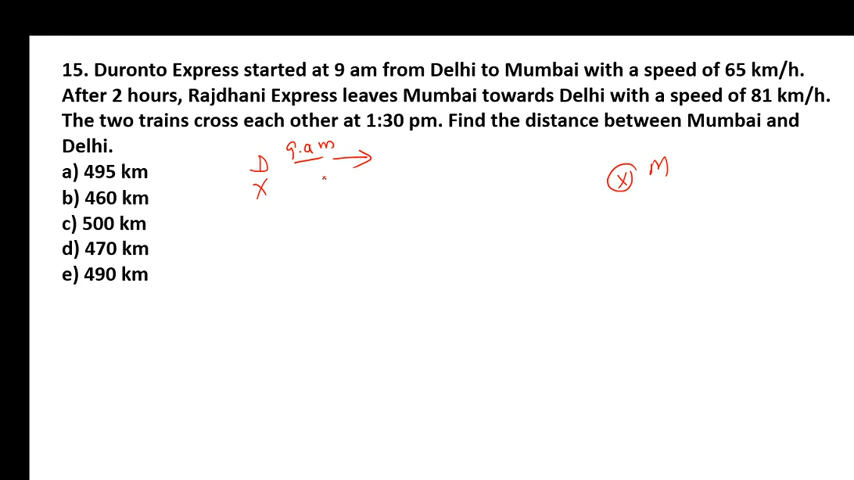 15. Duronto Express started at 9 am from Delhi to Mumbai with a speed of 65 km/h.
After 2 hours, Rajdhani Express leaves Mumbai towards Delhi with a speed of 81 km/h.
The two trains cross each other at 1:30 pm. Find the distance between Mumbai and
Delhi.
9.am
D
M
X
X
a) 495 km
b) 460 km
c) 500 km
d) 470 km
e) 490 km